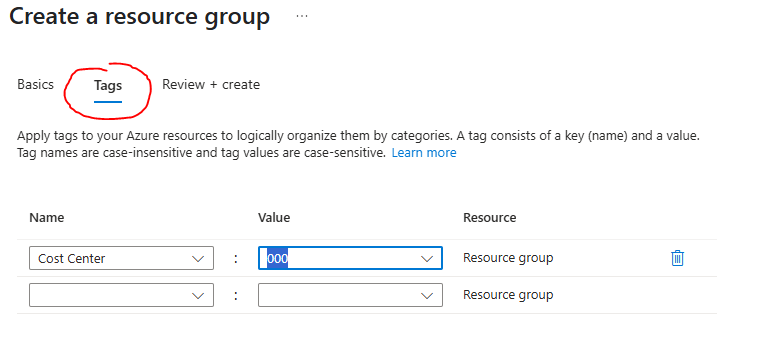 Create a resource group ...
Basics Tags Review + create
Apply tags to your Azure resources to logically organize them by categories. A tag consists of a key (name) and a value.
Tag names are case-insensitive and tag values are case-sensitive. Learn more
Name Value Resource
Cost Center : 000 Resource group
: Resource group